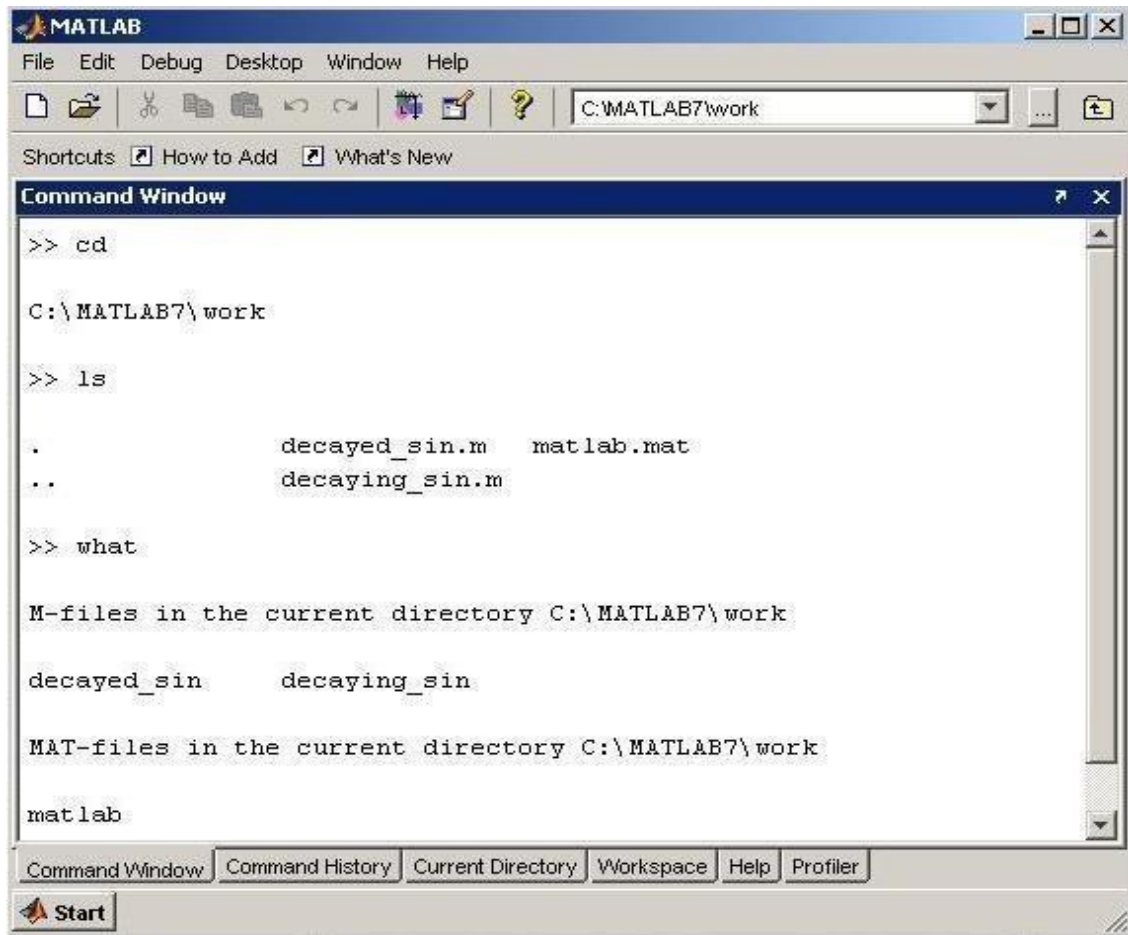 MATLAB
File Edit Debug Desktop Window Help
C:\MATLAB7\work
...
Shortcuts How to Add What's New
Command Window
>> cd
C:\MATLAB7\work
>> ls
. decayed_sin.m matlab.mat
.. decaying_sin.m
>> what
M-files in the current directory C:\MATLAB7\work
decayed_sin decaying_sin
MAT-files in the current directory C:\MATLAB7\work
matlab
Command Window Command History Current Directory Workspace Help Profiler
Start